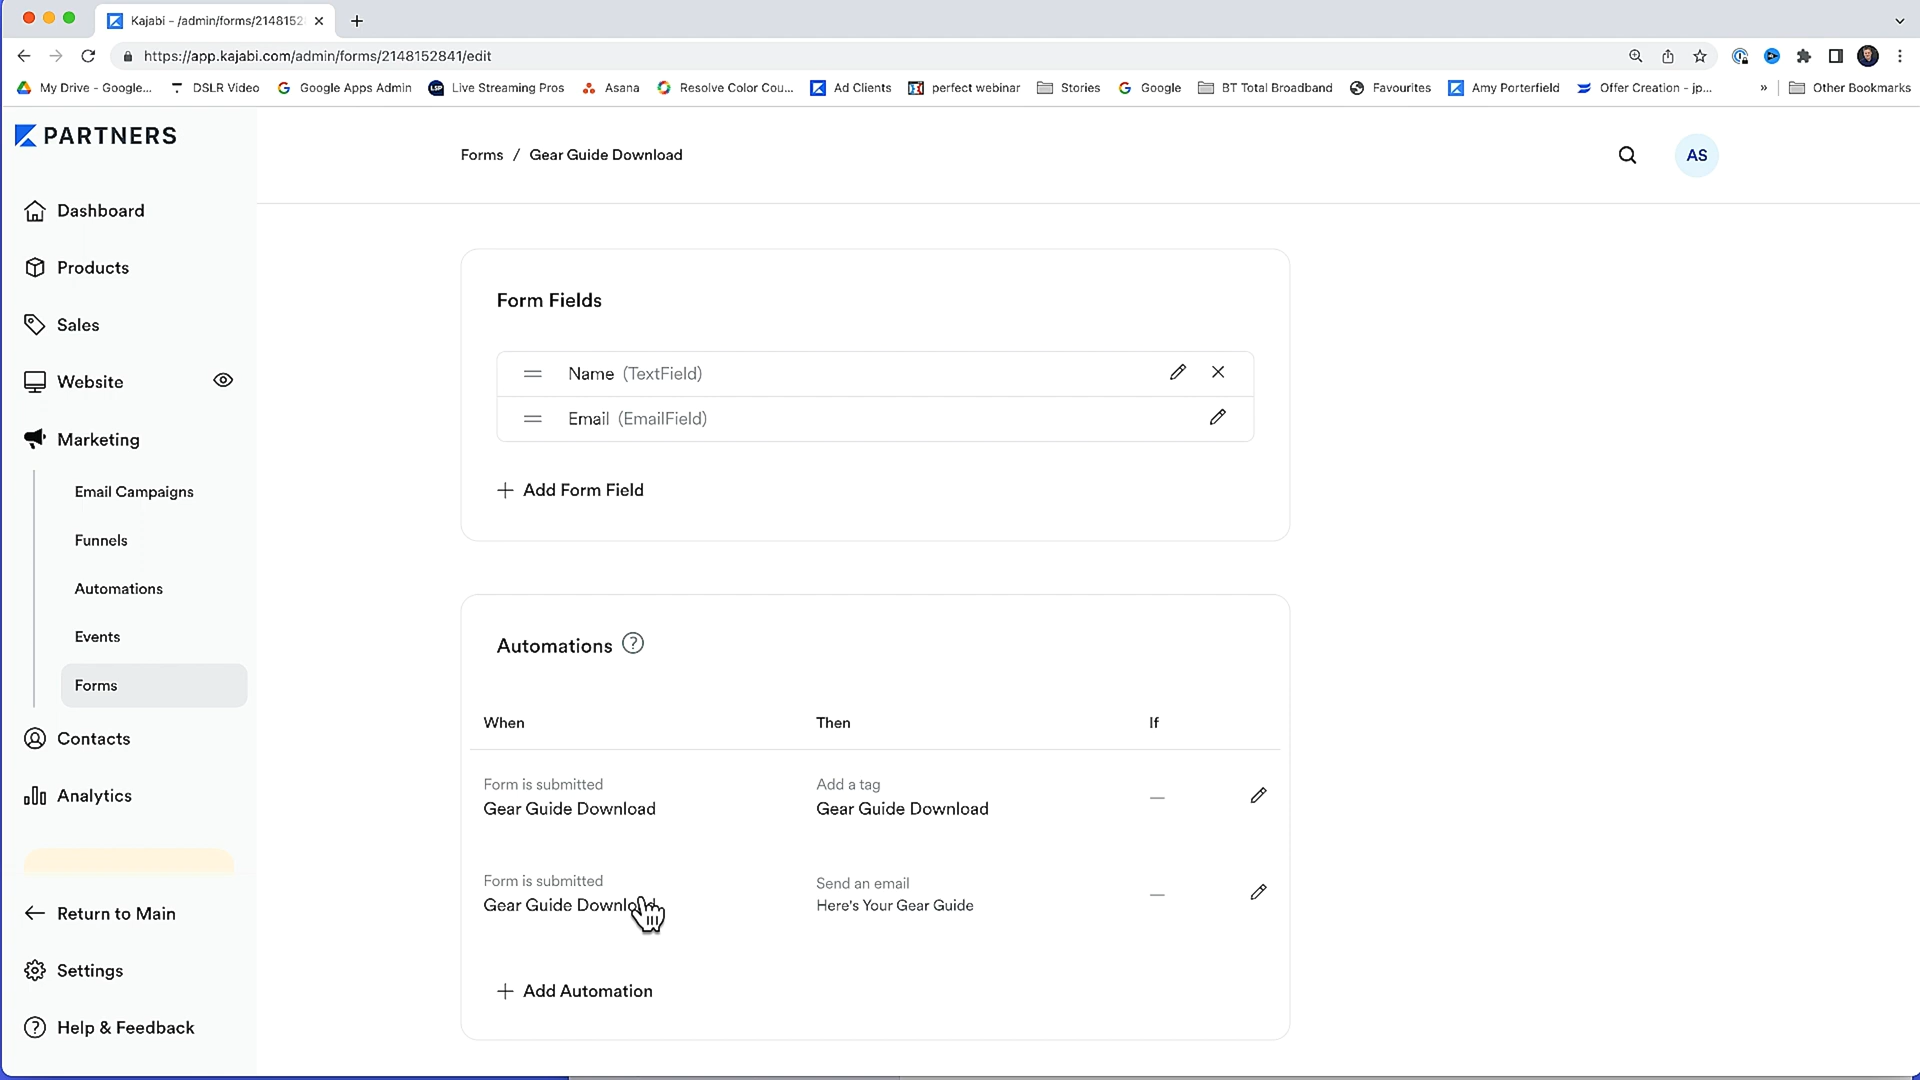 Kajabi - /admin/forms/2148152
https://app.kajabi.com/admin/forms/2148152841/edit
My Drive - Google... DSLR Video Google Apps Admin LSP Live Streaming Pros Asana Resolve Color Cou... Ad Clients perfect webinar Stories Google BT Total Broadband Favourites Amy Porterfield Offer Creation - jp... » Other Bookmarks
PARTNERS
Forms / Gear Guide Download
AS
Dashboard
Products
Sales
Website
Marketing
Email Campaigns
Funnels
Automations
Events
Forms
Contacts
Analytics
Return to Main
Settings
Help & Feedback
Form Fields
Name (TextField)
Email (EmailField)
Add Form Field
Automations ?
When Then If
Form is submitted Add a tag
Gear Guide Download Gear Guide Download —
Form is submitted Send an email
Gear Guide Download Here's Your Gear Guide —
Add Automation